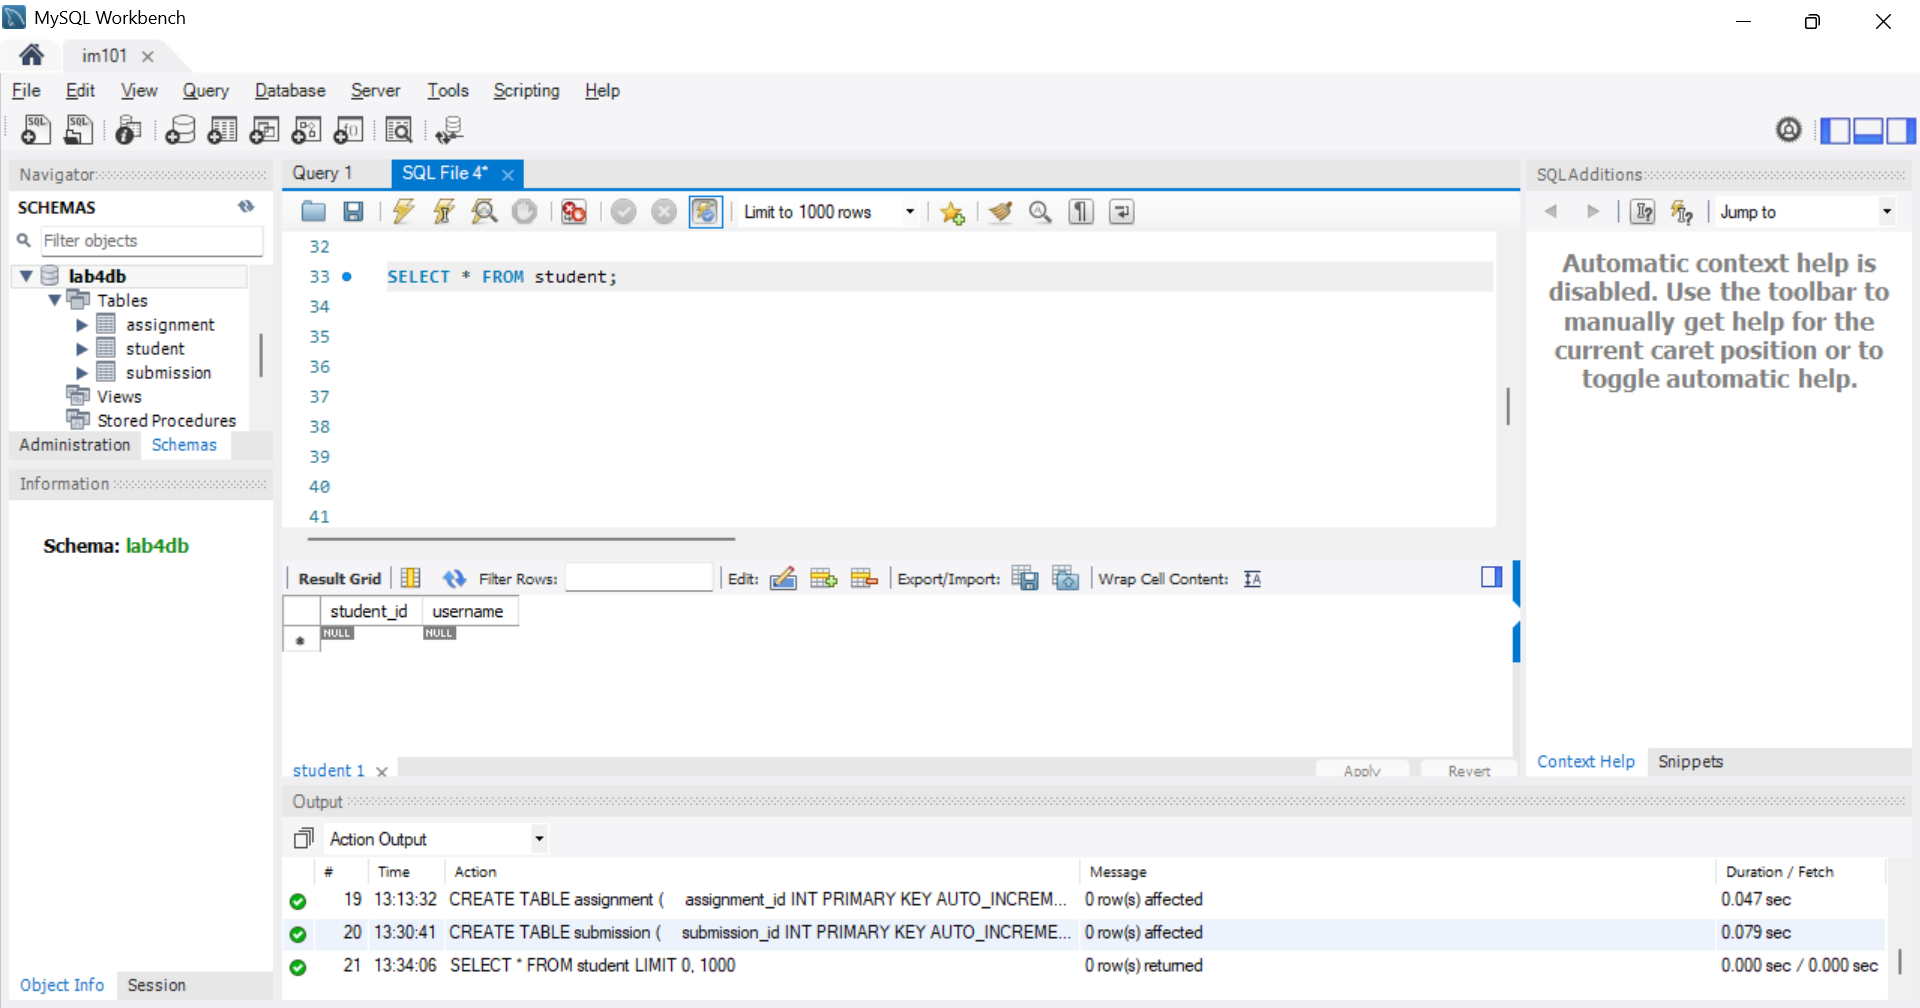 MySQL Workbench
im101
File Edit View Query Database Server Tools Scripting Help
Navigator
SCHEMAS
Filter objects
lab4db
Tables
assignment
student
submission
Views
Stored Procedures
Administration Schemas
Information
Schema: lab4db
Object Info Session
Query 1 SQL File 4*
Limit to 1000 rows
32
33 SELECT * FROM student;
34
35
36
37
38
39
40
41
Result Grid Filter Rows: Edit: Export/Import: Wrap Cell Content:
student_id username
* NULL NULL
student 1 Apply Revert
SQLAdditions
Jump to
Automatic context help is
disabled. Use the toolbar to
manually get help for the
current caret position or to
toggle automatic help.
Context Help Snippets
Output
Action Output
# Time Action Message Duration / Fetch
19 13:13:32 CREATE TABLE assignment ( assignment_id INT PRIMARY KEY AUTO_INCREM... 0 row(s) affected 0.047 sec
20 13:30:41 CREATE TABLE submission ( submission_id INT PRIMARY KEY AUTO_INCREME... 0 row(s) affected 0.079 sec
21 13:34:06 SELECT * FROM student LIMIT 0, 1000 0 row(s) returned 0.000 sec / 0.000 sec